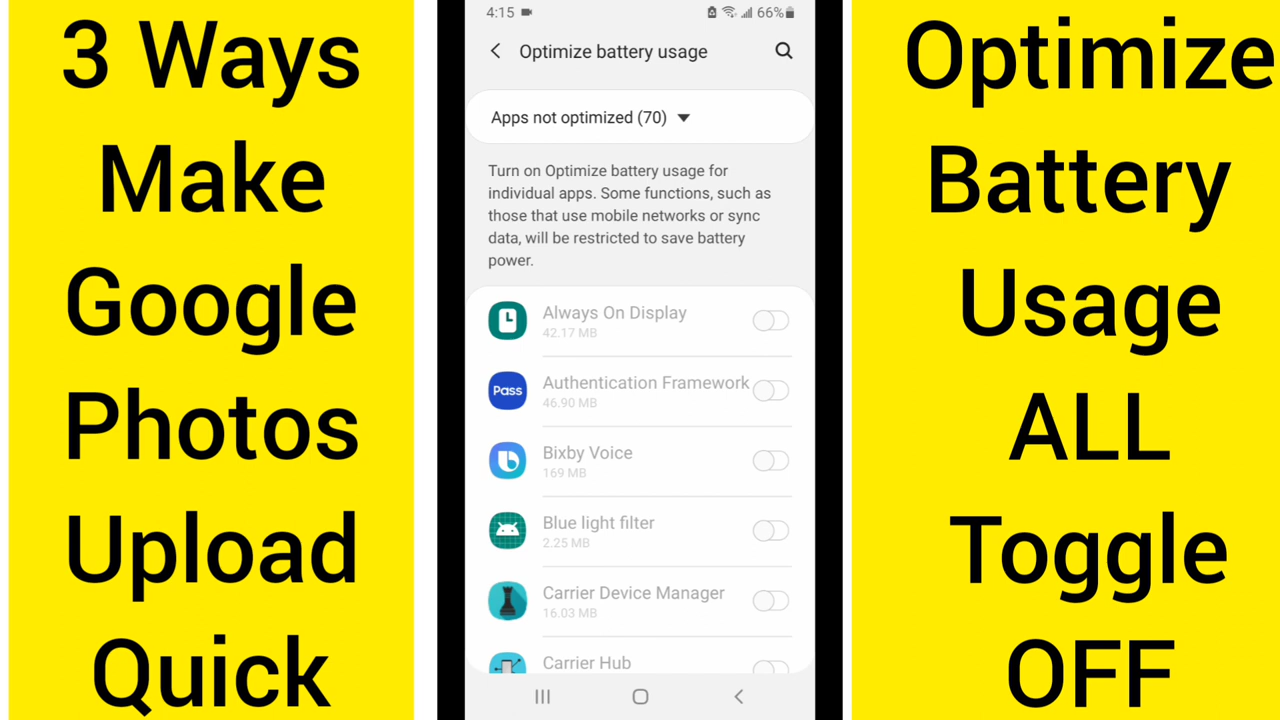 3 Ways
Make
Google
Photos
Upload
Quick
4:15
66%
Optimize battery usage
Apps not optimized (70)
Turn on Optimize battery usage for
individual apps. Some functions, such as
those that use mobile networks or sync
data, will be restricted to save battery
power.
Always On Display
42.17 MB
Pass
Authentication Framework
46.90 MB
Bixby Voice
169 MB
Blue light filter
2.25 MB
Carrier Device Manager
16.03 MB
Carrier Hub
Optimize
Battery
Usage
ALL
Toggle
OFF